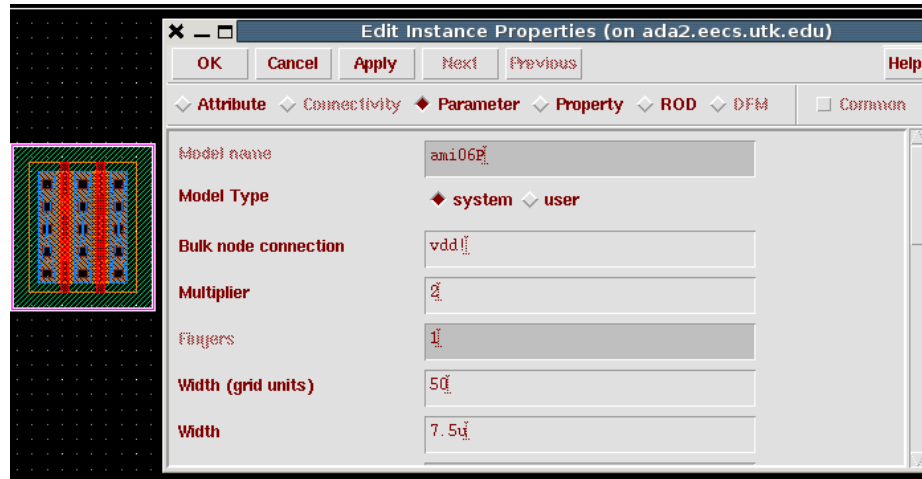 Edit Instance Properties (on ada2.eecs.utk.edu)
OK Cancel Apply Next Previous Help
Attribute Connectivity Parameter Property ROD DFM Common
Model name ami06P
Model Type system user
Bulk node connection vdd!
Multiplier 2
Fingers 1
Width (grid units) 50
Width 7.5u